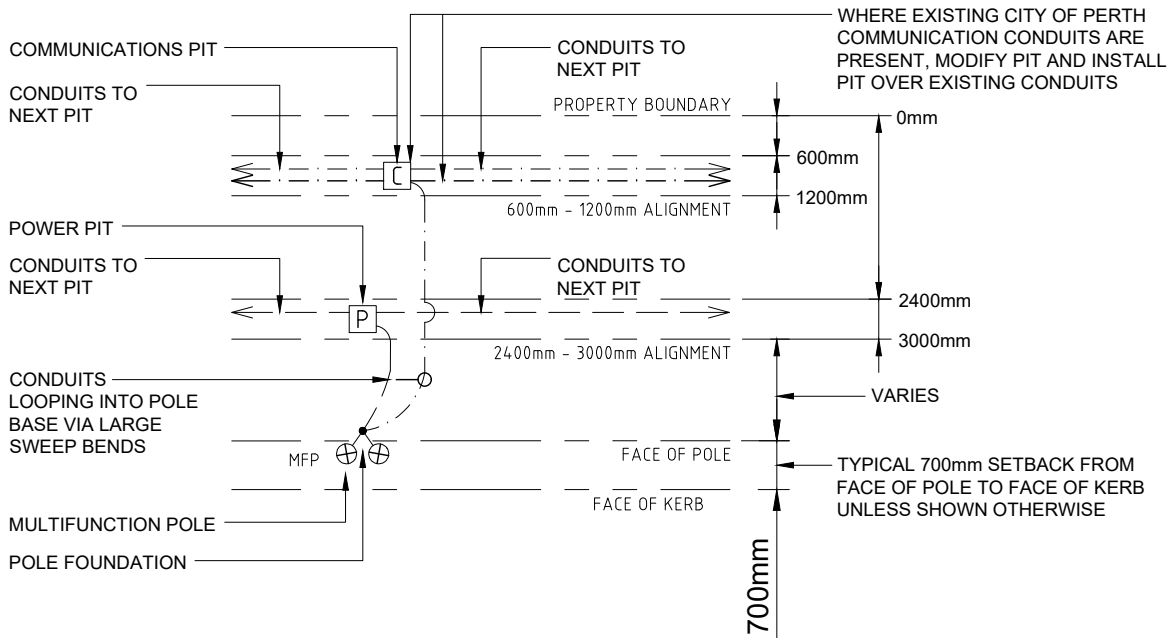 WHERE EXISTING CITY OF PERTH
COMMUNICATION CONDUITS ARE
PRESENT, MODIFY PIT AND INSTALL
PIT OVER EXISTING CONDUITS
COMMUNICATIONS PIT
CONDUITS TO
NEXT PIT
CONDUITS TO
NEXT PIT
PROPERTY BOUNDARY
0mm
600mm
C
1200mm
600mm - 1200mm ALIGNMENT
POWER PIT
CONDUITS TO
NEXT PIT
CONDUITS TO
NEXT PIT
2400mm
P
3000mm
2400mm - 3000mm ALIGNMENT
CONDUITS
LOOPING INTO POLE
BASE VIA LARGE
SWEEP BENDS
VARIES
MFP
FACE OF POLE
TYPICAL 700mm SETBACK FROM
FACE OF POLE TO FACE OF KERB
UNLESS SHOWN OTHERWISE
FACE OF KERB
MULTIFUNCTION POLE
POLE FOUNDATION
700mm